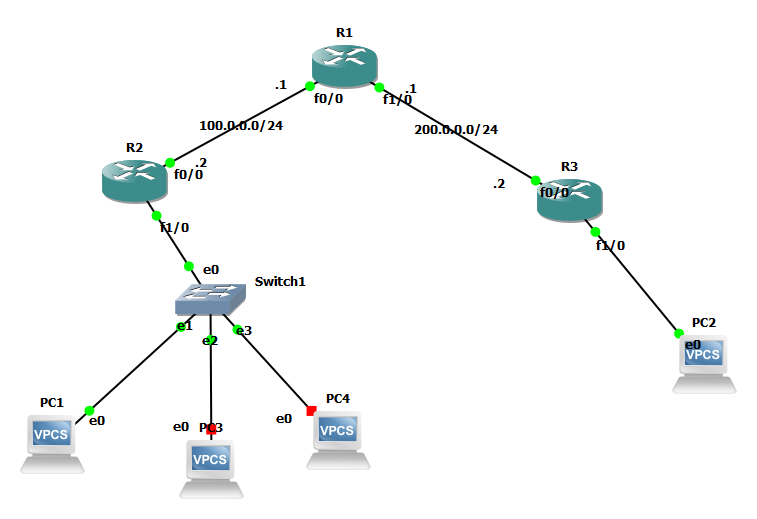 R1
.1
f0/0
.1
f1/0
100.0.0.0/24
200.0.0.0/24
R2
.2
f0/0
R3
.2
f0/0
f1/0
f1/0
e0
Switch1
e1
e2
e3
PC2
e0
VPCS
PC1
e0
VPCS
e0
PC3
VPCS
PC4
e0
VPCS